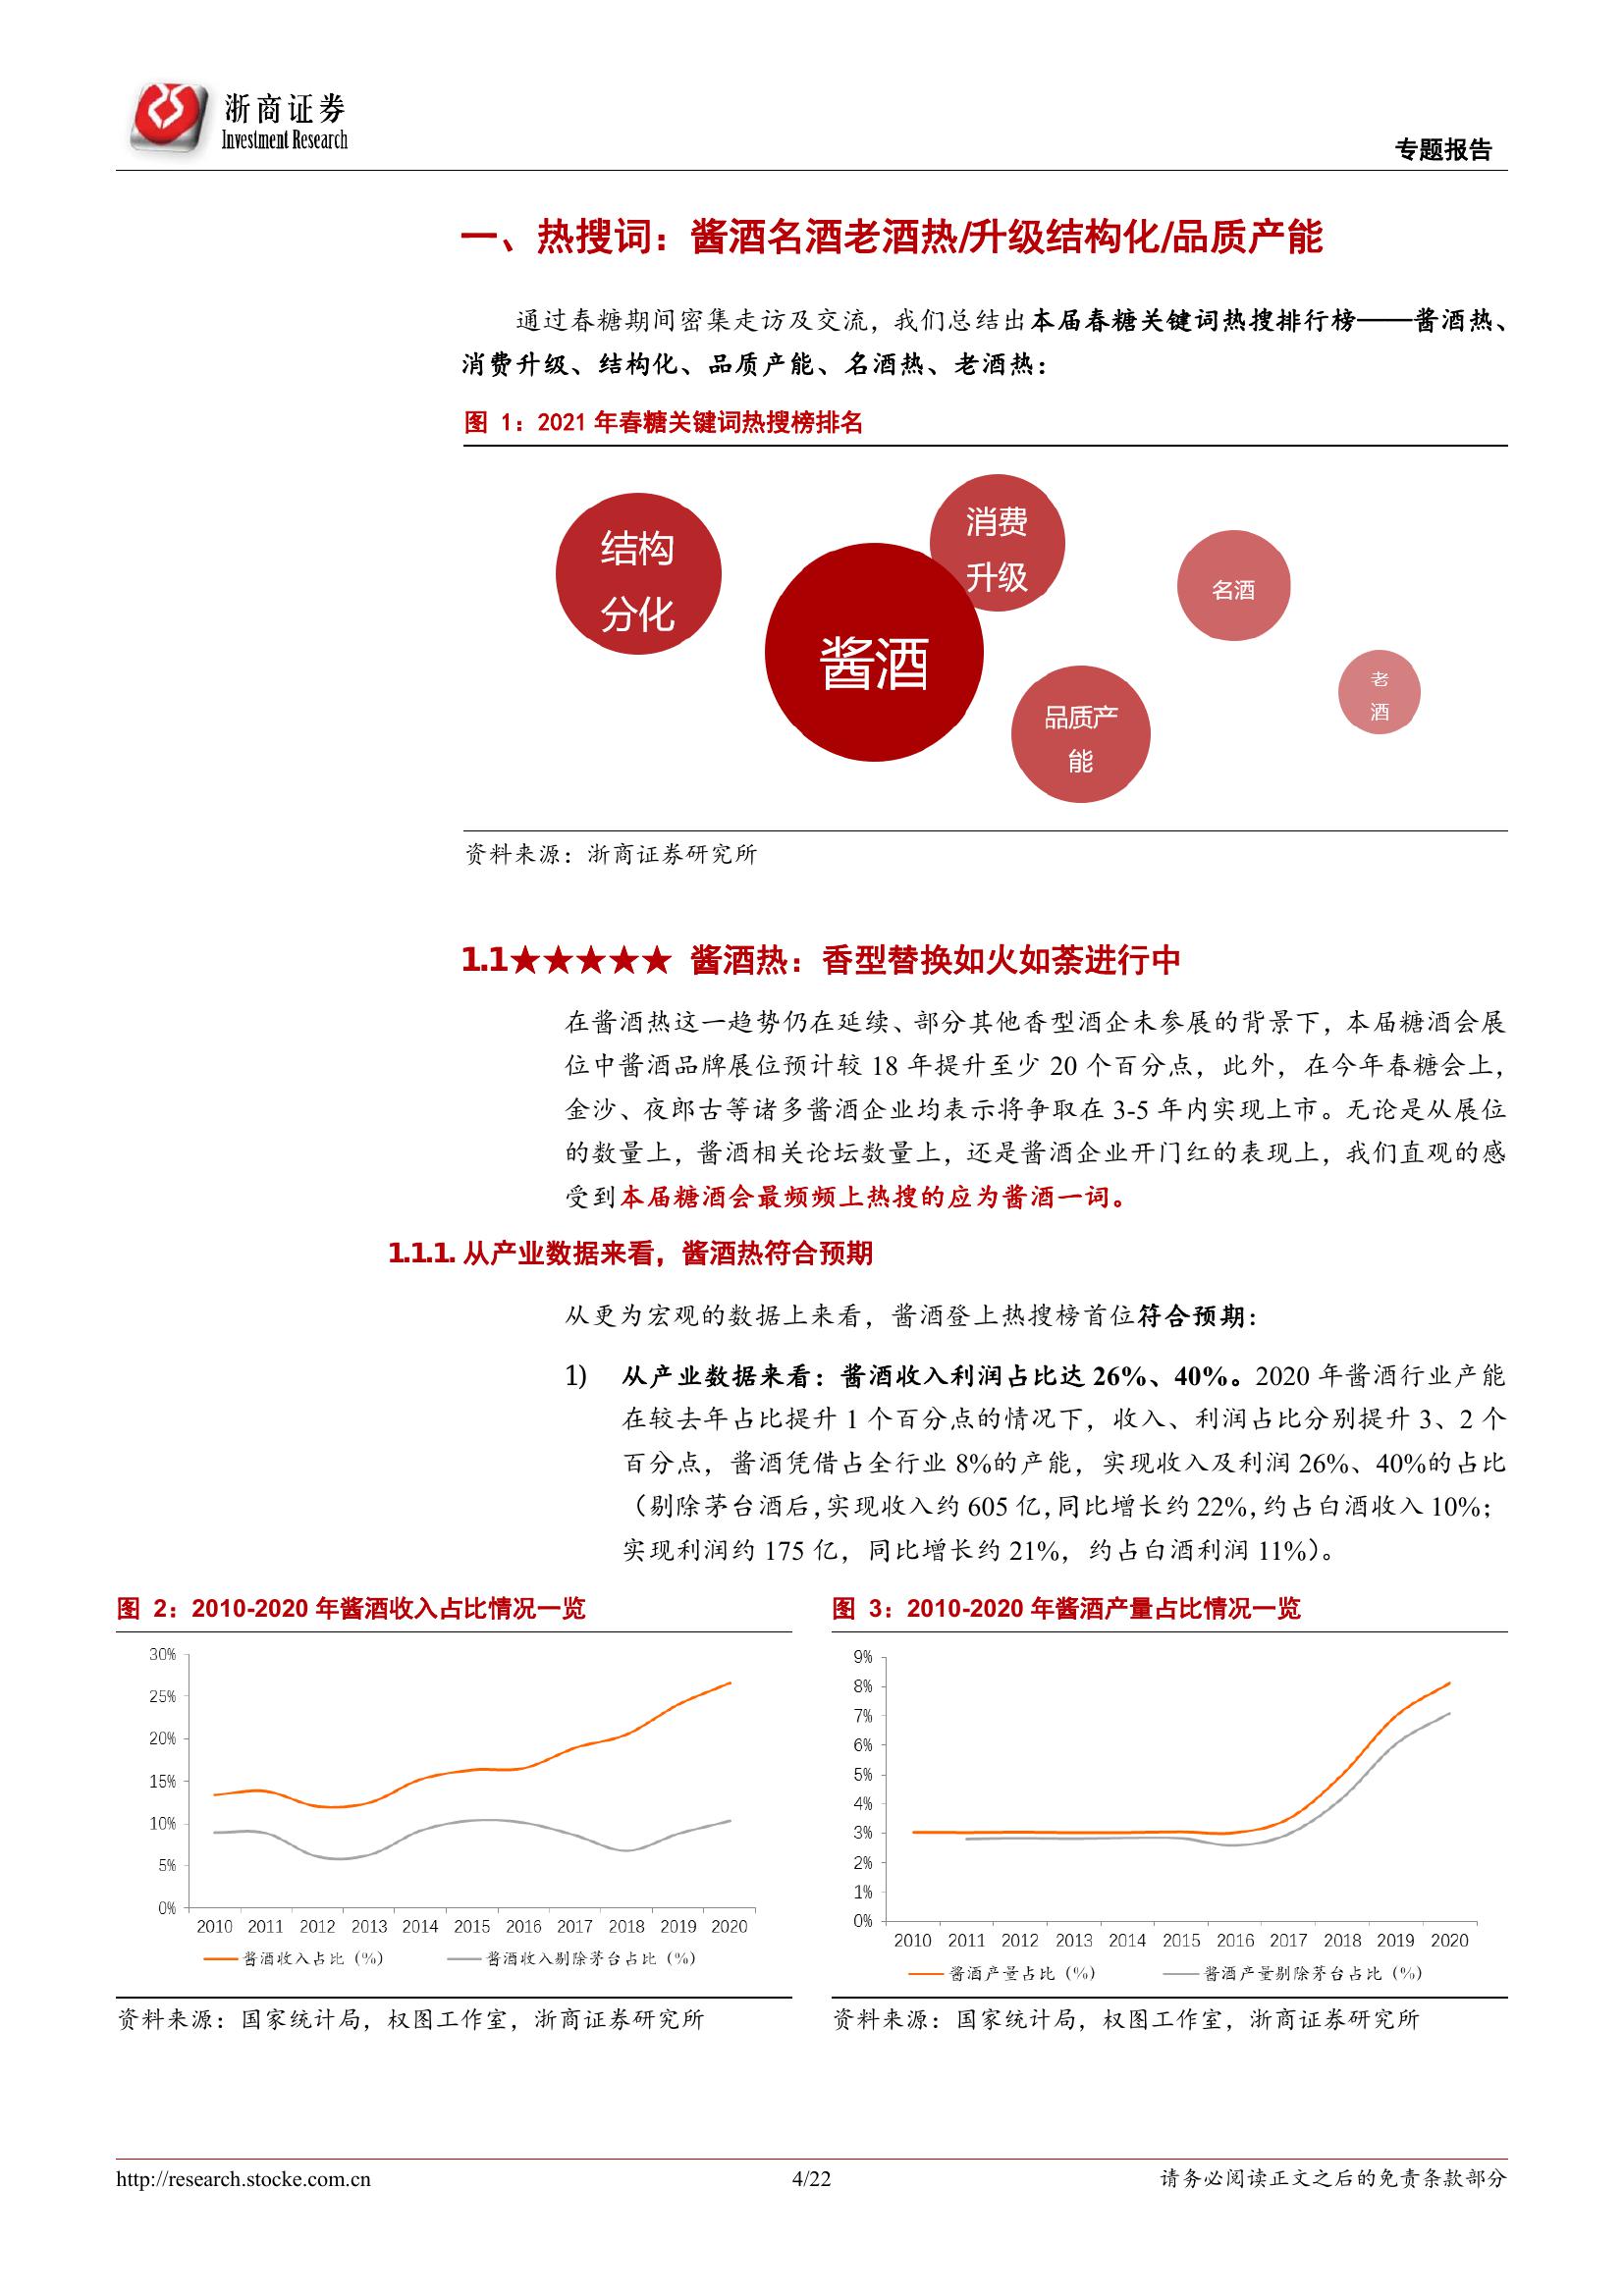 浙商证券
Investment Research
专题报告
一、热搜词：酱酒名酒老酒热/升级结构化/品质产能
通过春糖期间密集走访及交流，我们总结出本届春糖关键词热搜排行榜——酱酒热、
消费升级、结构化、品质产能、名酒热、老酒热：
图 1：2021 年春糖关键词热搜榜排名
结构
分化
酱酒
消费
升级
品质产
能
名酒
老
酒
资料来源：浙商证券研究所
1.1★★★★★ 酱酒热：香型替换如火如荼进行中
在酱酒热这一趋势仍在延续、部分其他香型酒企未参展的背景下，本届糖酒会展
位中酱酒品牌展位预计较 18 年提升至少 20 个百分点，此外，在今年春糖会上，
金沙、夜郎古等诸多酱酒企业均表示将争取在 3-5 年内实现上市。无论是从展位
的数量上，酱酒相关论坛数量上，还是酱酒企业开门红的表现上，我们直观的感
受到本届糖酒会最频频上热搜的应为酱酒一词。
1.1.1. 从产业数据来看，酱酒热符合预期
从更为宏观的数据上来看，酱酒登上热搜榜首位符合预期：
1) 从产业数据来看：酱酒收入利润占比达 26%、40%。2020 年酱酒行业产能
在较去年占比提升 1 个百分点的情况下，收入、利润占比分别提升 3、2 个
百分点，酱酒凭借占全行业 8%的产能，实现收入及利润 26%、40%的占比
（剔除茅台酒后，实现收入约 605 亿，同比增长约 22%，约占白酒收入 10%；
实现利润约 175 亿，同比增长约 21%，约占白酒利润 11%）。
图 2：2010-2020 年酱酒收入占比情况一览
30%
25%
20%
15%
10%
5%
0%
2010 2011 2012 2013 2014 2015 2016 2017 2018 2019 2020
酱酒收入占比（%） 酱酒收入剔除茅台占比（%）
资料来源：国家统计局，权图工作室，浙商证券研究所
图 3：2010-2020 年酱酒产量占比情况一览
9%
8%
7%
6%
5%
4%
3%
2%
1%
0%
2010 2011 2012 2013 2014 2015 2016 2017 2018 2019 2020
酱酒产量占比（%） 酱酒产量剔除茅台占比（%）
资料来源：国家统计局，权图工作室，浙商证券研究所
http://research.stocke.com.cn 4/22 请务必阅读正文之后的免责条款部分